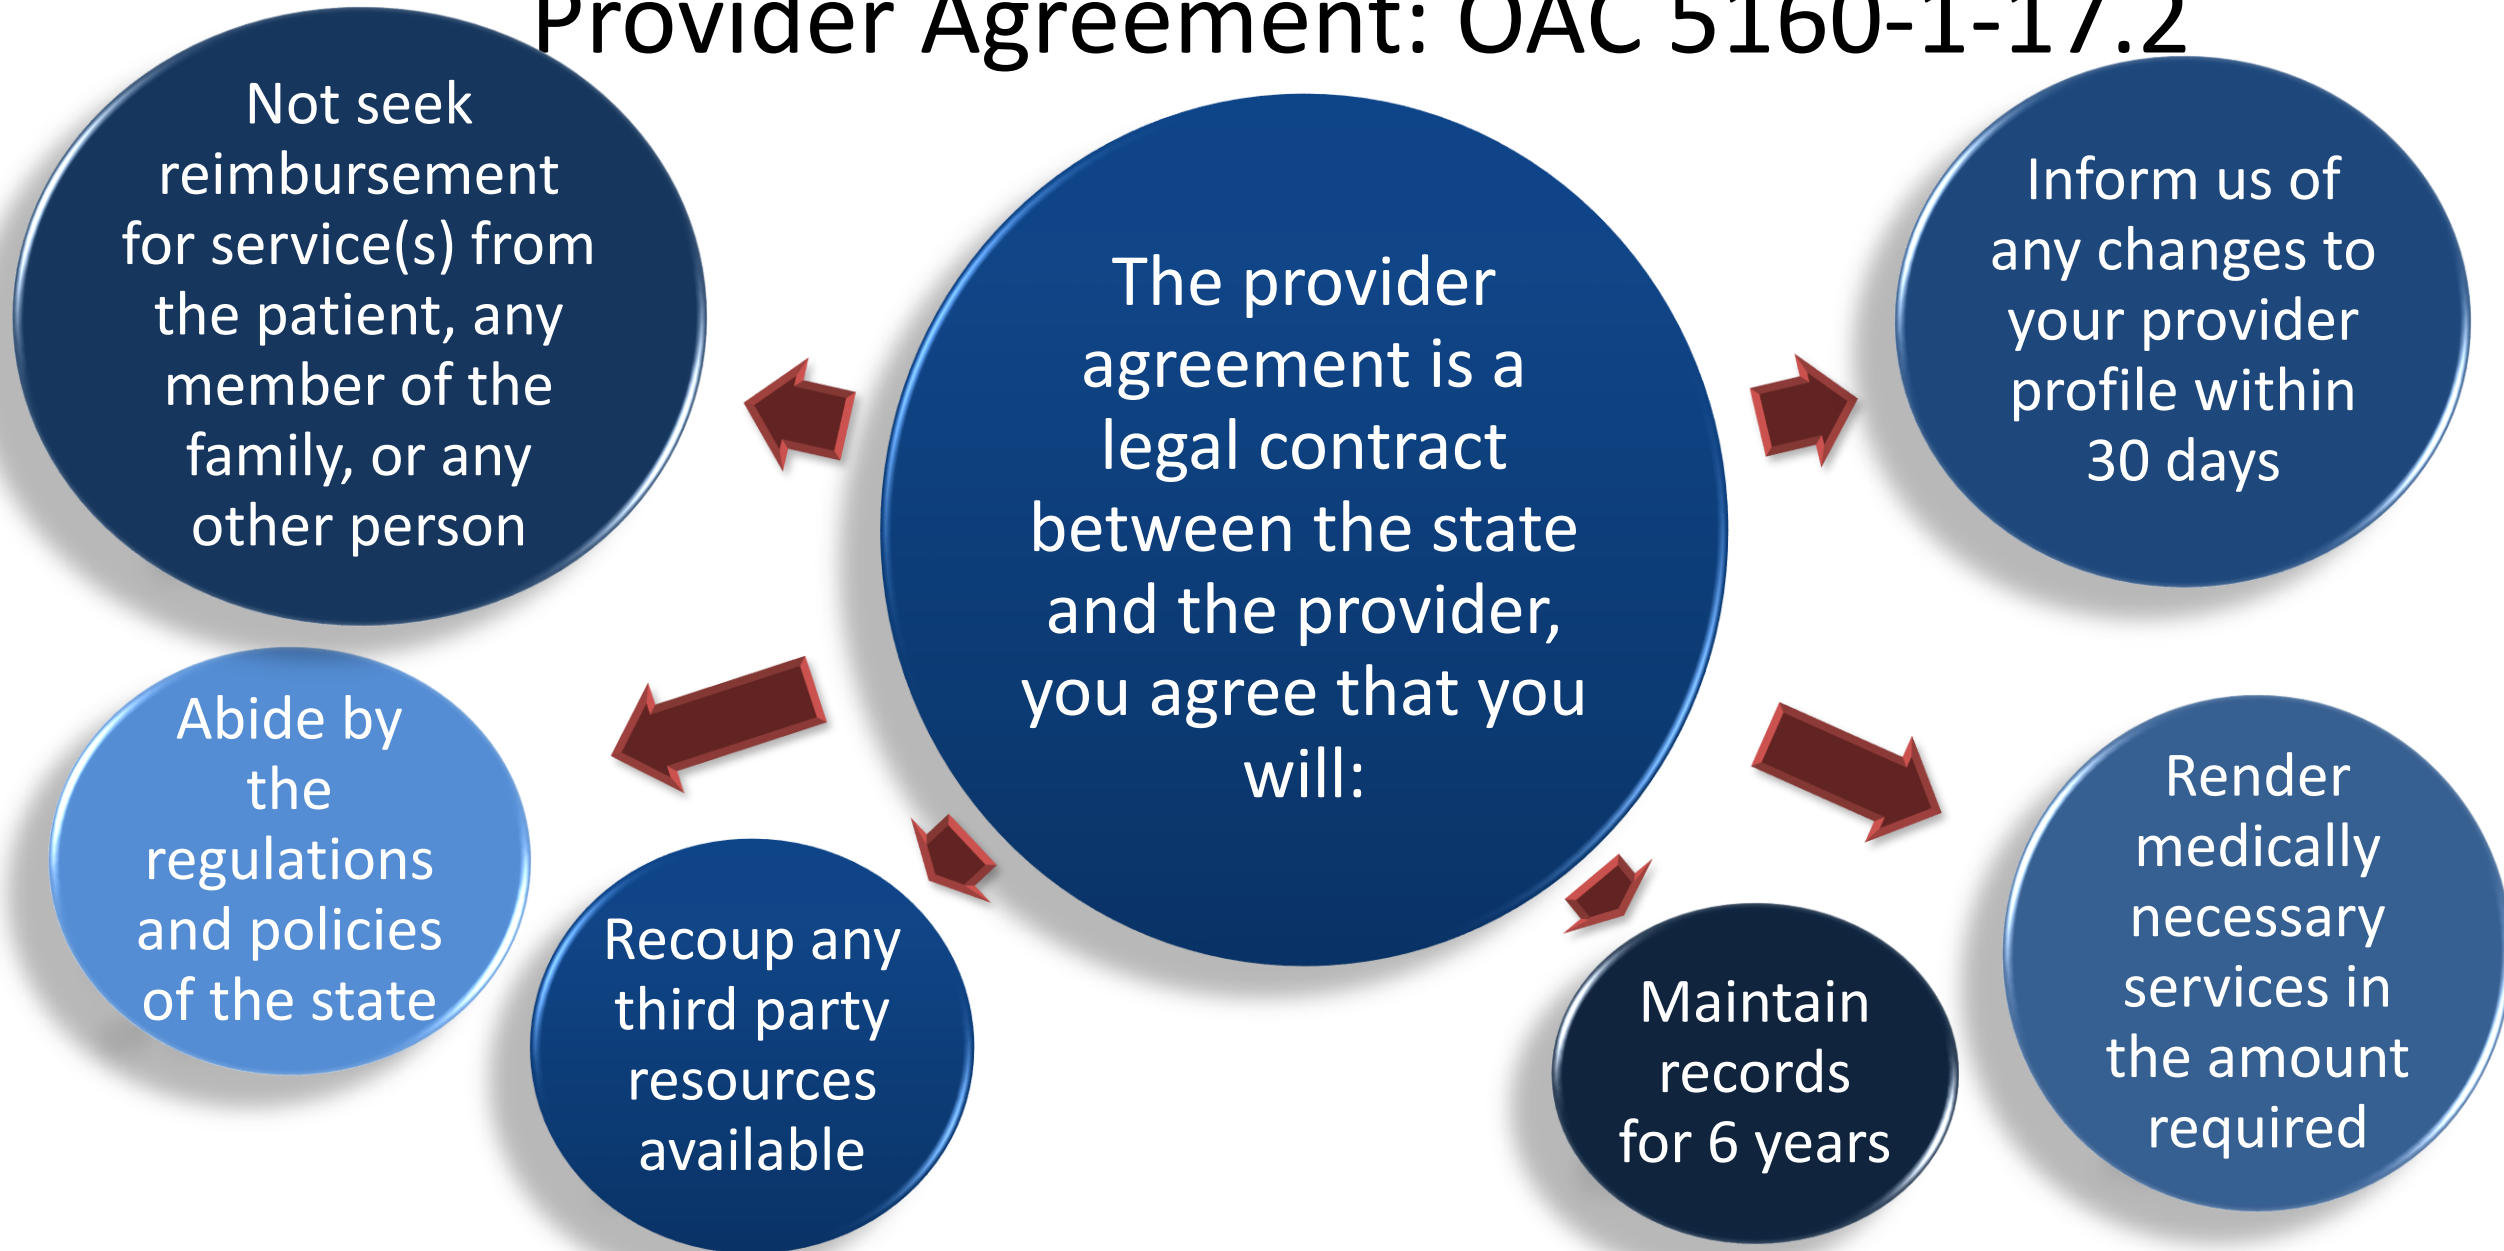 Provider Agreement: OAC 5160-1-17.2
Not seek
reimbursement
for service(s) from
the patient, any
member of the
family, or any
other person
The provider
agreement is a
legal contract
between the state
and the provider,
you agree that you
will:
Inform us of
any changes to
your provider
profile within
30 days
Abide by
the
regulations
and policies
of the state
Recoup any
third party
resources
available
Maintain
records
for 6 years
Render
medically
necessary
services in
the amount
required